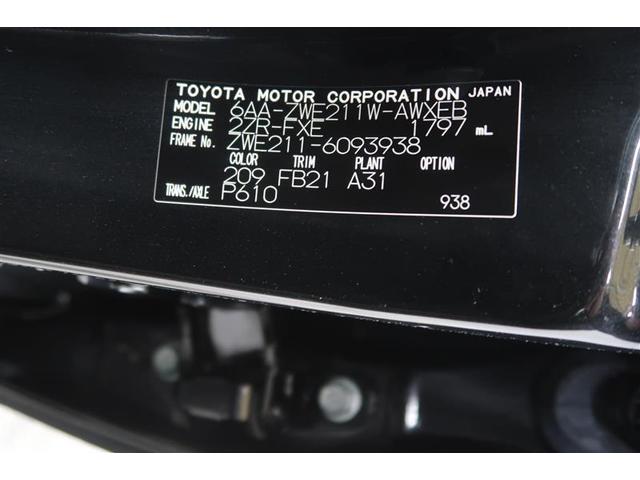 TOYOTA MOTOR CORPORATION JAPAN
MODEL 6AA-ZWE211W-AWXEB
ENGINE 2ZR-FXE 1797 mL
FRAME No. ZWE211-6093938
COLOR TRIM PLANT OPTION
209 FB21 A31
TRANS./AXLE P610 938